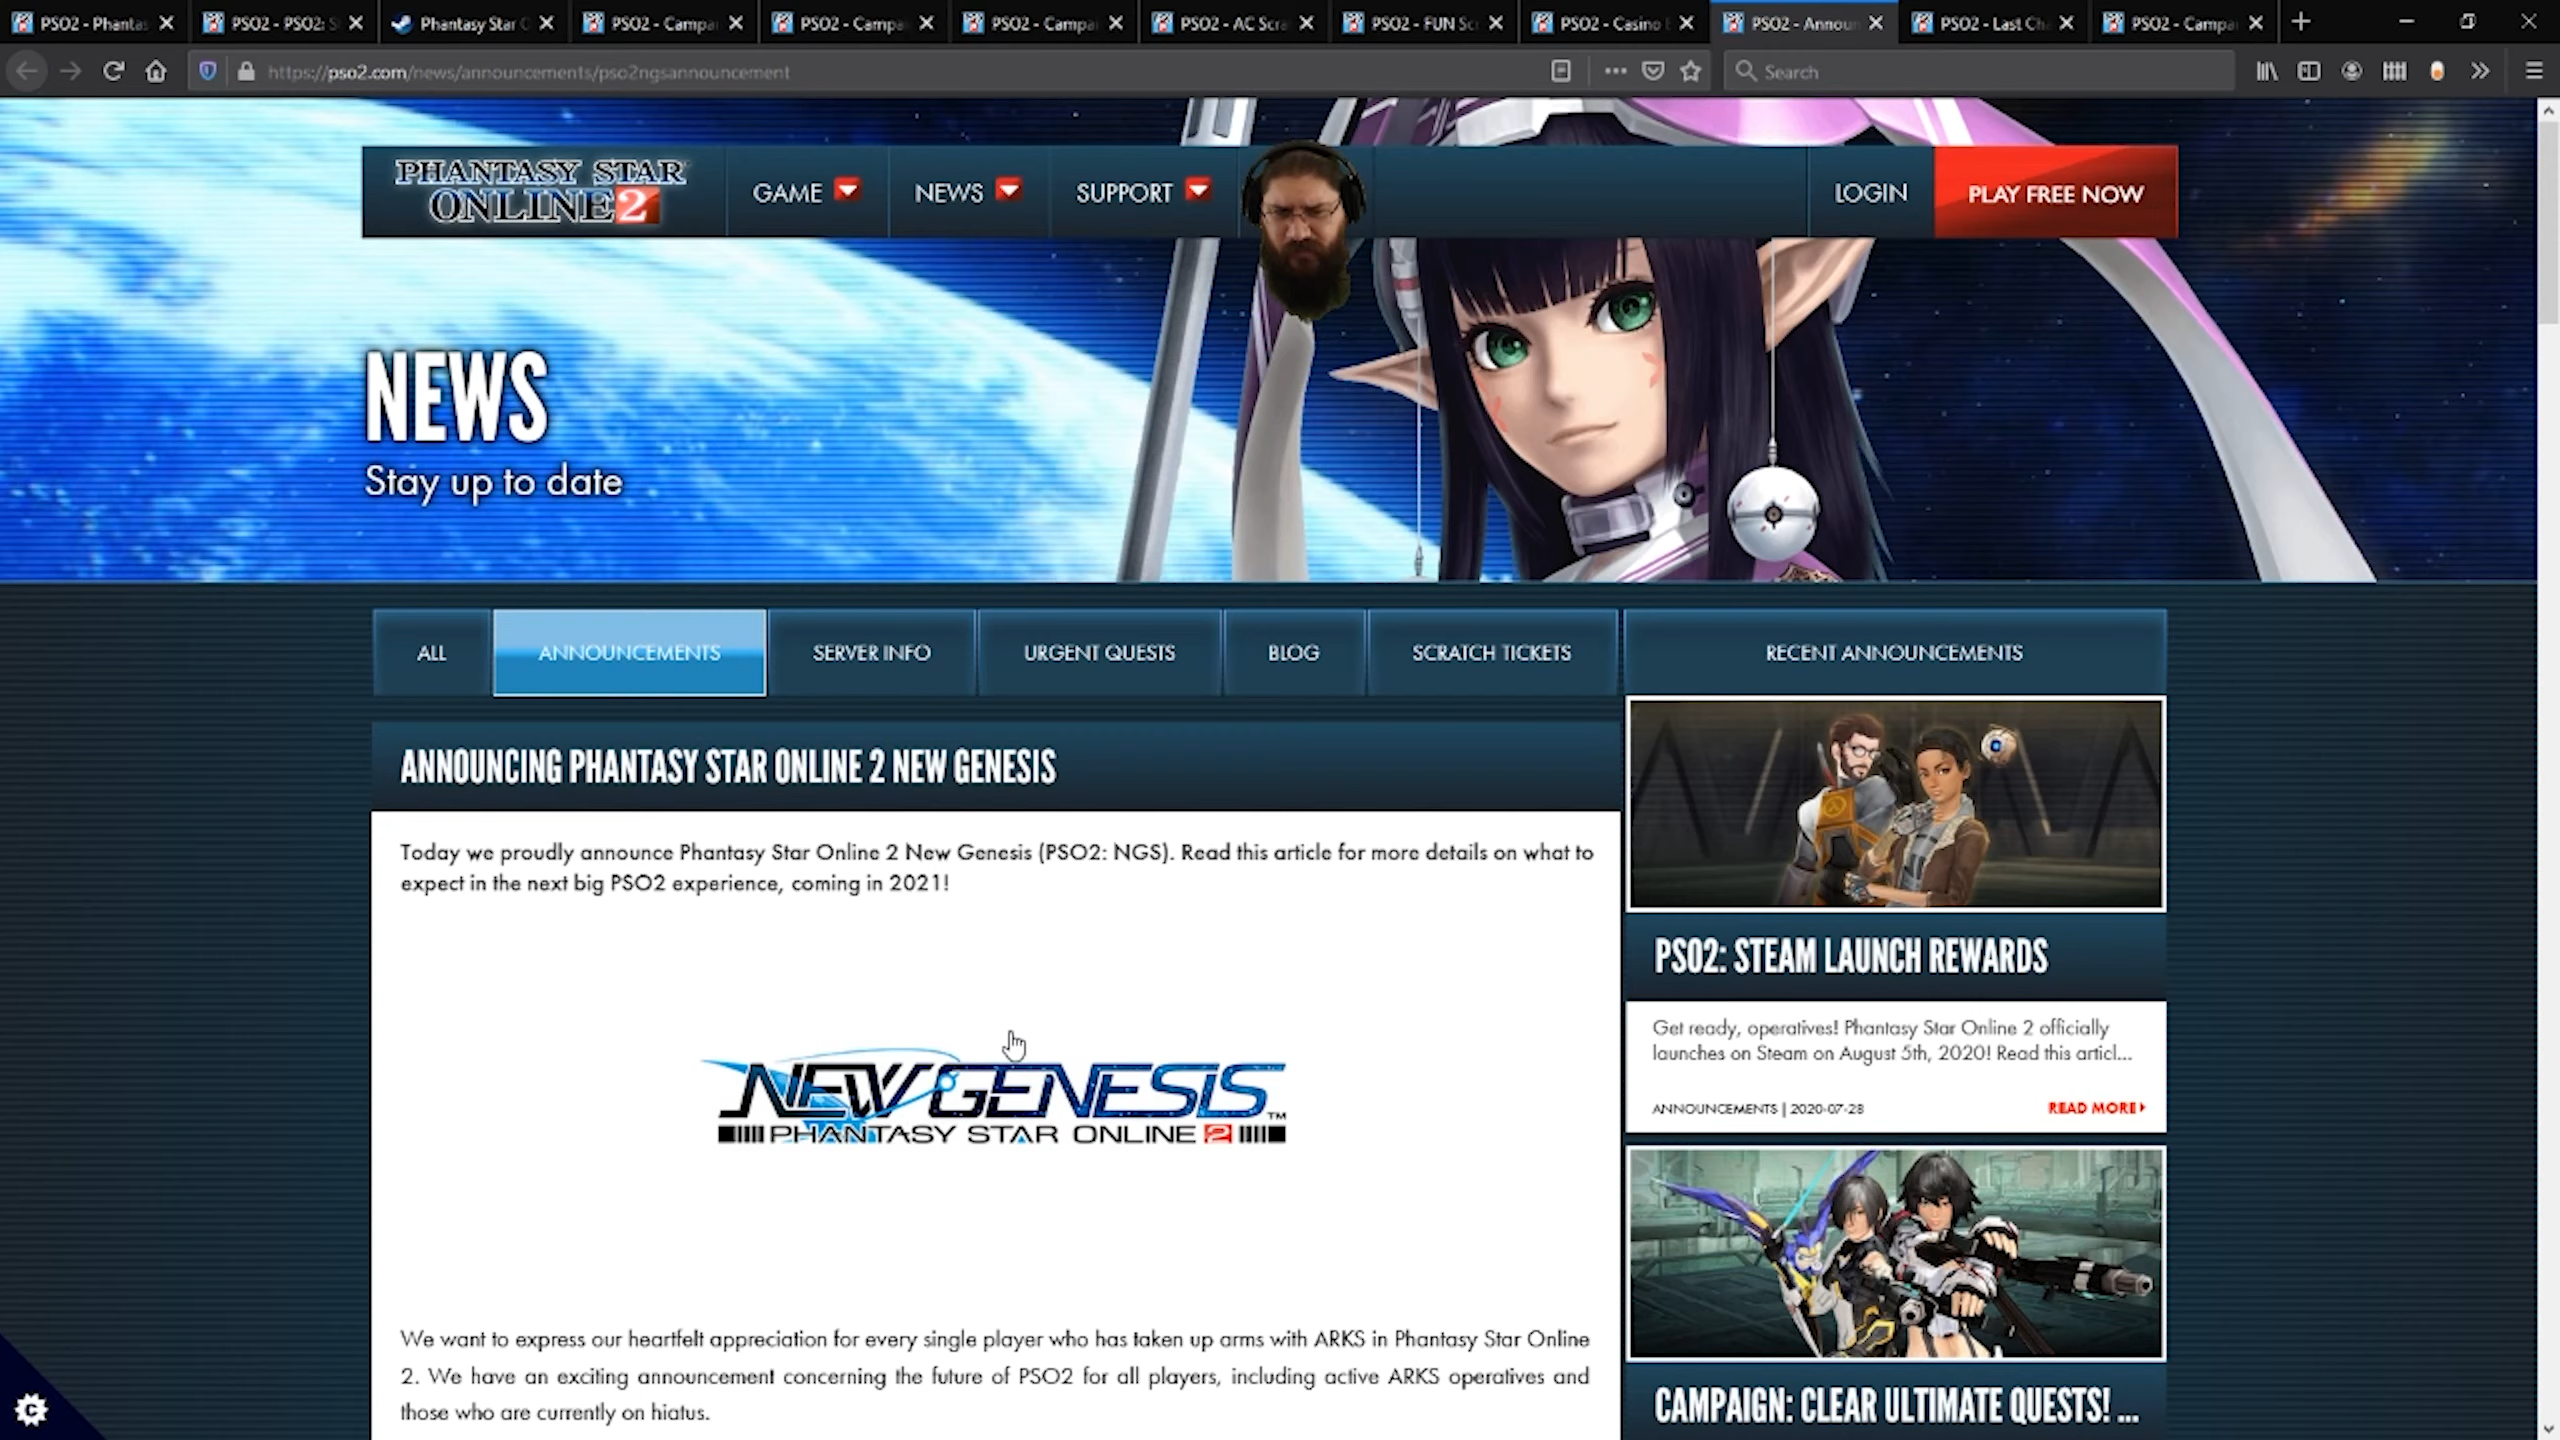 PSO2 - Phantas
PSO2 - PSO2: S
Phantasy Star O
PSO2 - Campai
PSO2 - Campa
PSO2 - Campai
PSO2 - AC Scra
PSO2 - FUN Scr
PSO2 - Casino
PSO2 - Announ
PSO2 - Last Ch
PSO2 - Campa
https://pso2.com/news/announcements/pso2ngsannouncement
Search
PHANTASY STAR
ONLINE 2
GAME
NEWS
SUPPORT
LOGIN
PLAY FREE NOW
NEWS
Stay up to date
ALL
ANNOUNCEMENTS
SERVER INFO
URGENT QUESTS
BLOG
SCRATCH TICKETS
RECENT ANNOUNCEMENTS
ANNOUNCING PHANTASY STAR ONLINE 2 NEW GENESIS
Today we proudly announce Phantasy Star Online 2 New Genesis (PSO2: NGS). Read this article for more details on what to
expect in the next big PSO2 experience, coming in 2021!
NEW GENESIS™
PHANTASY STAR ONLINE 2
We want to express our heartfelt appreciation for every single player who has taken up arms with ARKS in Phantasy Star Online
2. We have an exciting announcement concerning the future of PSO2 for all players, including active ARKS operatives and
those who are currently on hiatus.
PSO2: STEAM LAUNCH REWARDS
Get ready, operatives! Phantasy Star Online 2 officially
launches on Steam on August 5th, 2020! Read this articl...
ANNOUNCEMENTS | 2020-07-28
READ MORE
CAMPAIGN: CLEAR ULTIMATE QUESTS! ...